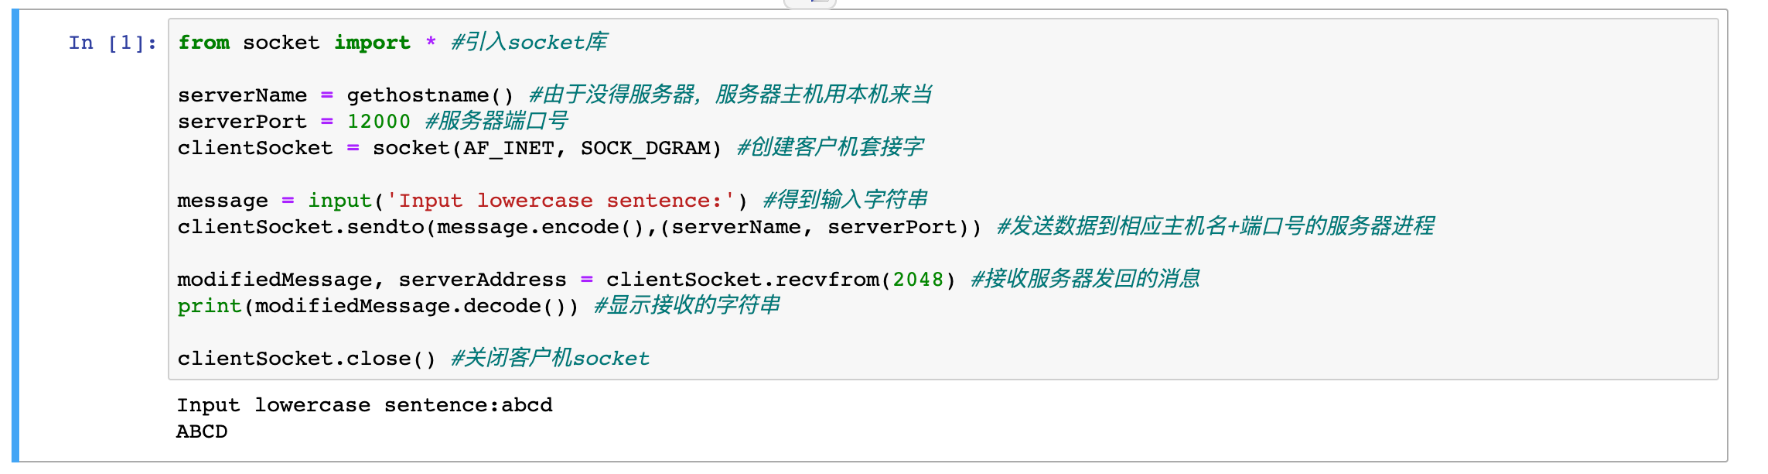 In [1]: from socket import * #引入socket库
serverName = gethostname() #由于没得服务器，服务器主机用本机来当
serverPort = 12000 #服务器端口号
clientSocket = socket(AF_INET, SOCK_DGRAM) #创建客户机套接字
message = input('Input lowercase sentence:') #得到输入字符串
clientSocket.sendto(message.encode(),(serverName, serverPort)) #发送数据到相应主机名+端口号的服务器进程
modifiedMessage, serverAddress = clientSocket.recvfrom(2048) #接收服务器发回的消息
print(modifiedMessage.decode()) #显示接收的字符串
clientSocket.close() #关闭客户机socket
Input lowercase sentence:abcd
ABCD